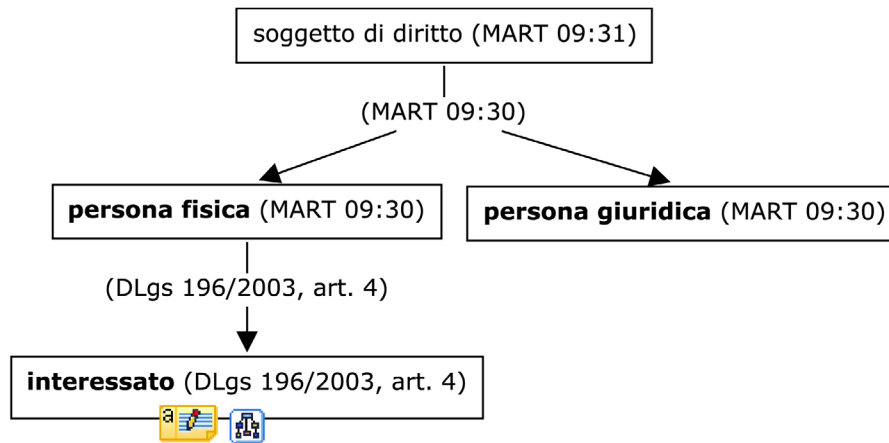 soggetto di diritto (MART 09:31)
(MART 09:30)
persona fisica (MART 09:30)
persona giuridica (MART 09:30)
(DLgs 196/2003, art. 4)
interessato (DLgs 196/2003, art. 4)
a